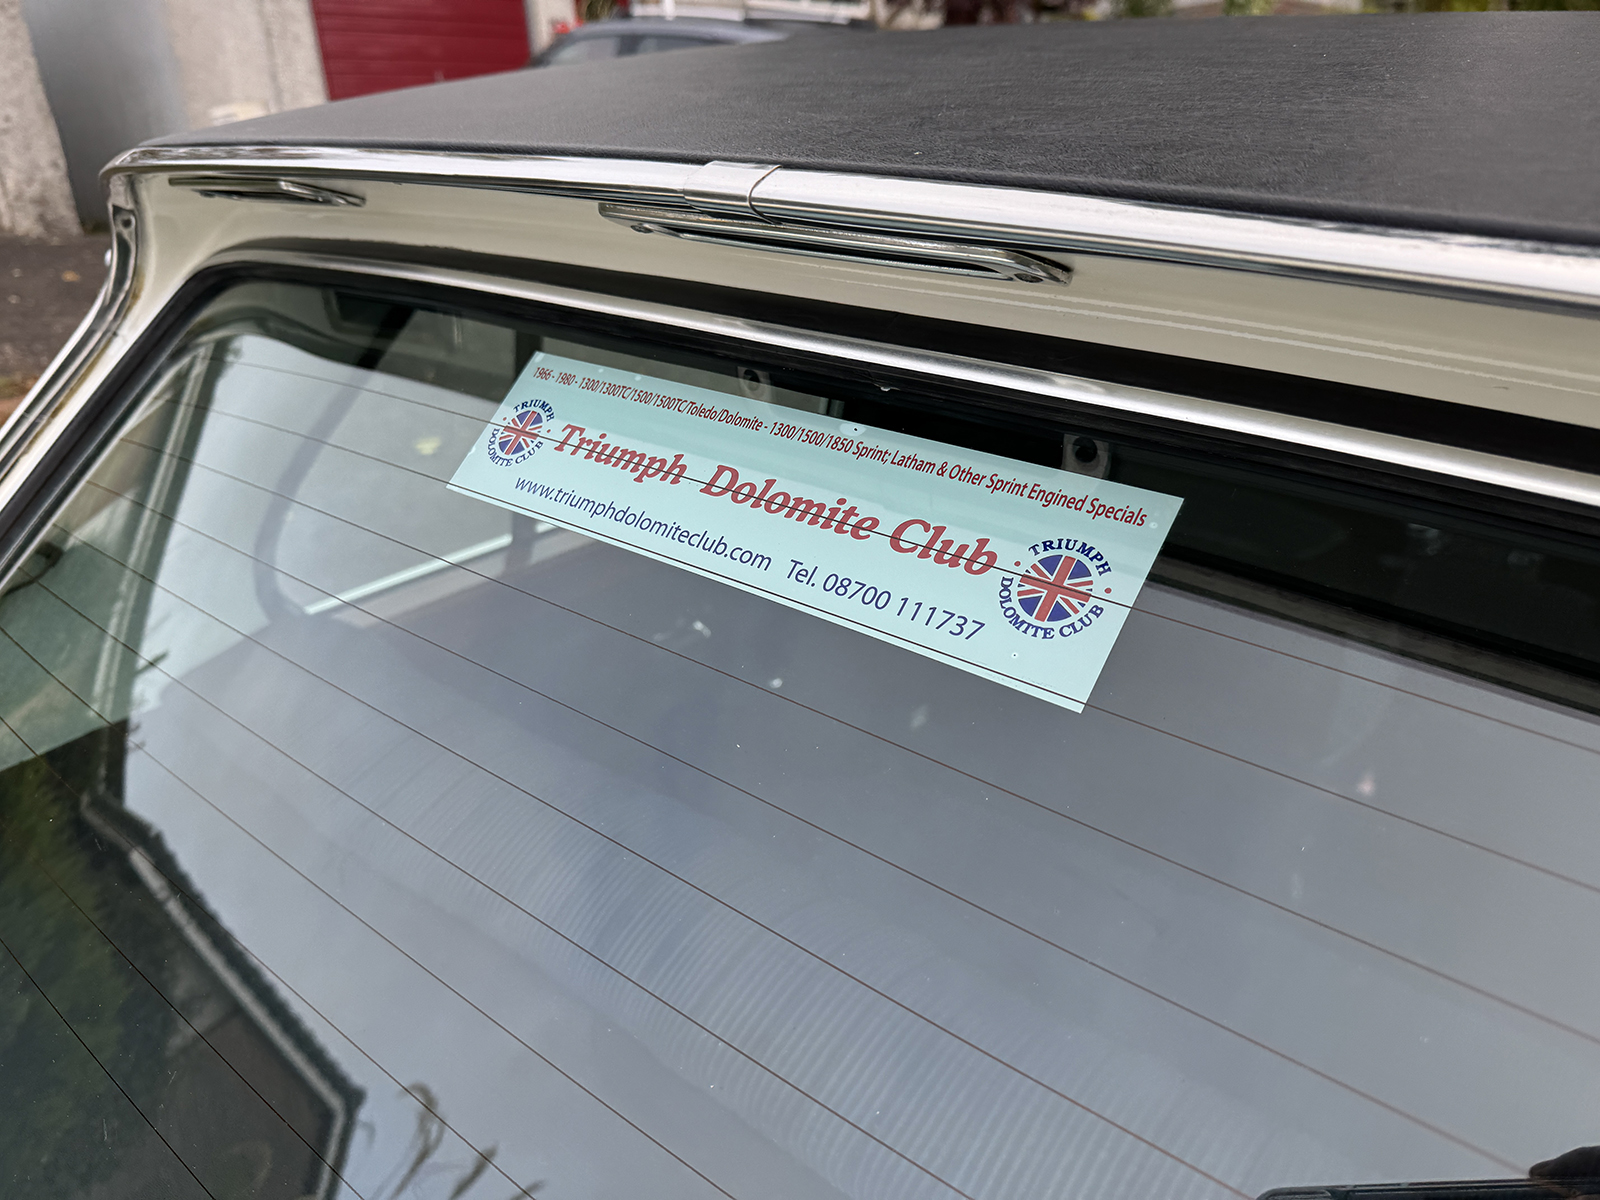 1966 - 1980 - 1300/1300TC/1500/1500TC/Toledo/Dolomite - 1300/1500/1850 Sprint; Latham & Other Sprint Engined Specials
TRIUMPH
DOLOMITE CLUB
Triumph Dolomite Club
www.triumphdolomiteclub.com Tel. 08700 111737
TRIUMPH
DOLOMITE CLUB